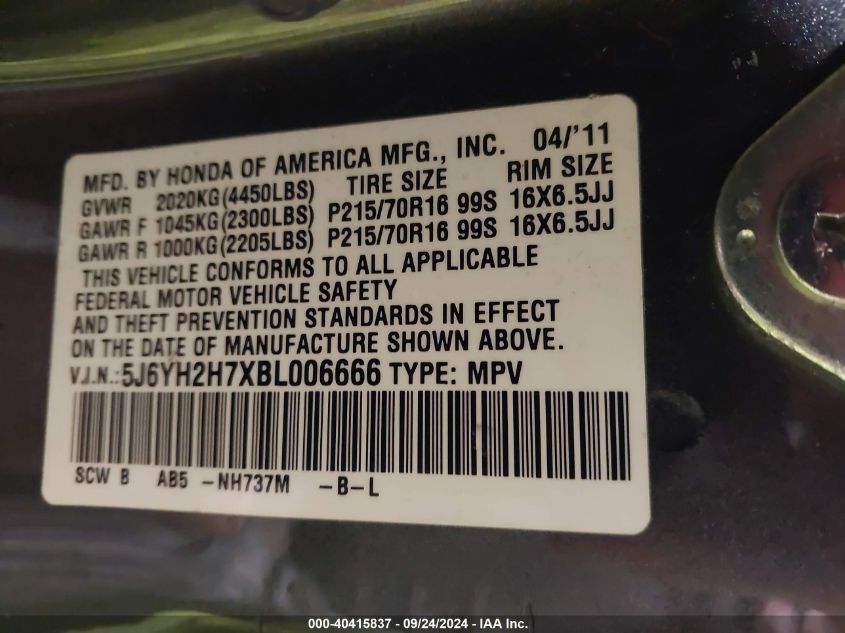 MFD. BY HONDA OF AMERICA MFG., INC. 04/'11
GVWR 2020KG(4450LBS) TIRE SIZE RIM SIZE
GAWR F 1045KG(2300LBS) P215/70R16 99S 16X6.5JJ
GAWR R 1000KG(2205LBS) P215/70R16 99S 16X6.5JJ
THIS VEHICLE CONFORMS TO ALL APPLICABLE
FEDERAL MOTOR VEHICLE SAFETY
AND THEFT PREVENTION STANDARDS IN EFFECT
ON THE DATE OF MANUFACTURE SHOWN ABOVE.
V.I.N.:5J6YH2H7XBL006666 TYPE: MPV
SCW B AB5 -NH737M -B-L
000-40415837 - 09/24/2024 - IAA Inc.